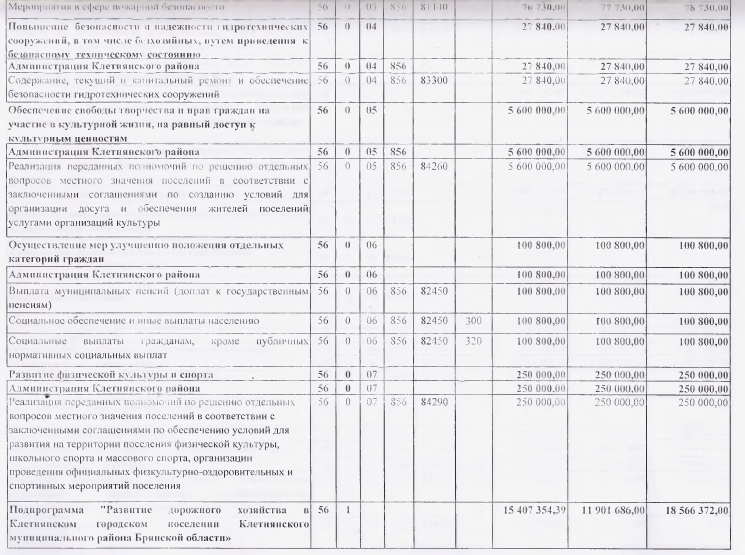 Мероприятия в сфере пожарной безопасности 56 0 03 856 81140 76 730,00 77 730,00 78 730,00
Повышение безопасности и надежности гидротехнических 56 0 04 27 840,00 27 840,00 27 840,00
сооружений, в том числе безхозяйных, путем приведения к
безопасному техническому состоянию
Администрация Клетнянского района 56 0 04 856 27 840,00 27 840,00 27 840,00
Содержание, текущий и капитальный ремонт и обеспечение 56 0 04 856 83300 27 840,00 27 840,00 27 840,00
безопасности гидротехнических сооружений
Обеспечение свободы творчества и прав граждан на 56 0 05 5 600 000,00 5 600 000,00 5 600 000,00
участие в культурной жизни, на равный доступ к
культурным ценностям
Администрация Клетнянского района 56 0 05 856 5 600 000,00 5 600 000,00 5 600 000,00
Реализация переданных полномочий по решению отдельных 56 0 05 856 84260 5 600 000,00 5 600 000,00 5 600 000,00
вопросов местного значения поселений в соответствии с
заключенными соглашениями по созданию условий для
организации досуга и обеспечения жителей поселений
услугами организаций культуры
Осуществление мер улучшению положения отдельных 56 0 06 100 800,00 100 800,00 100 800,00
категорий граждан
Администрация Клетнянского района 56 0 06 100 800,00 100 800,00 100 800,00
Выплата муниципальных пенсий (доплат к государственным 56 0 06 856 82450 100 800,00 100 800,00 100 800,00
пенсиям)
Социальное обеспечение и иные выплаты населению 56 0 06 856 82450 300 100 800,00 100 800,00 100 800,00
Социальные выплаты гражданам, кроме публичных 56 0 06 856 82450 320 100 800,00 100 800,00 100 800,00
нормативных социальных выплат
Развитие физической культуры и спорта 56 0 07 250 000,00 250 000,00 250 000,00
Администрация Клетнянского района 56 0 07 250 000,00 250 000,00 250 000,00
Реализация переданных полномочий по решению отдельных 56 0 07 856 84290 250 000,00 250 000,00 250 000,00
вопросов местного значения поселений в соответствии с
заключенными соглашениями по обеспечению условий для
развития на территории поселения физической культуры,
школьного спорта и массового спорта, организации
проведения официальных физкультурно-оздоровительных и
спортивных мероприятий поселения
Подпрограмма "Развитие дорожного хозяйства в 56 1 15 407 354,39 11 901 686,00 18 566 372,00
Клетнянском городском поселении Клетнянского
муниципального района Брянской области»